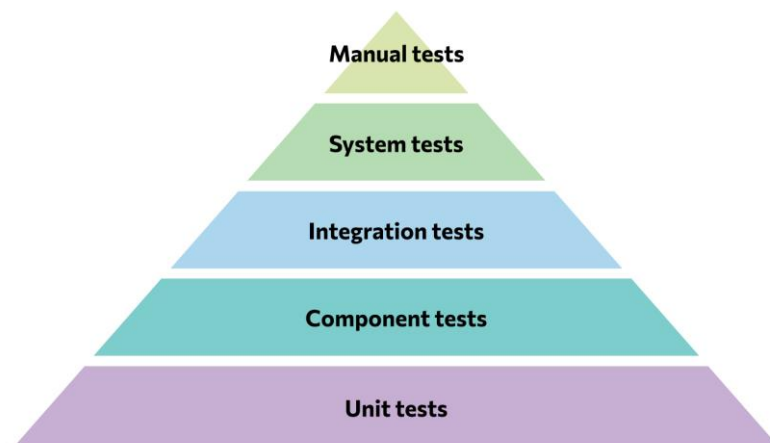 Manual tests
System tests
Integration tests
Component tests
Unit tests